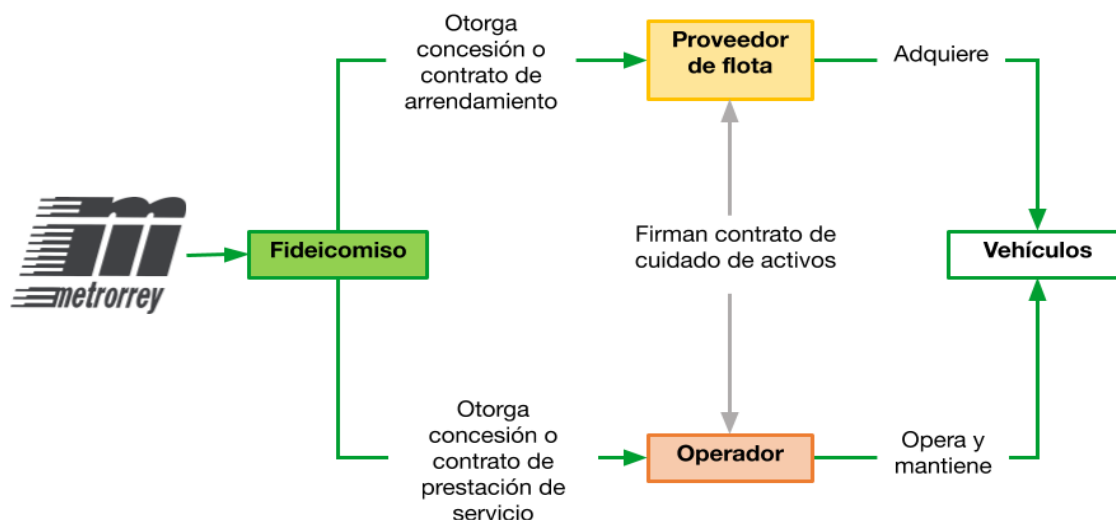 Otorga
concesión o
contrato de
arrendamiento
Proveedor
de flota
Adquiere
metrorrey
Fideicomiso
Firman contrato de
cuidado de activos
Vehículos
Otorga
concesión o
contrato de
prestación de
servicio
Operador
Opera y
mantiene